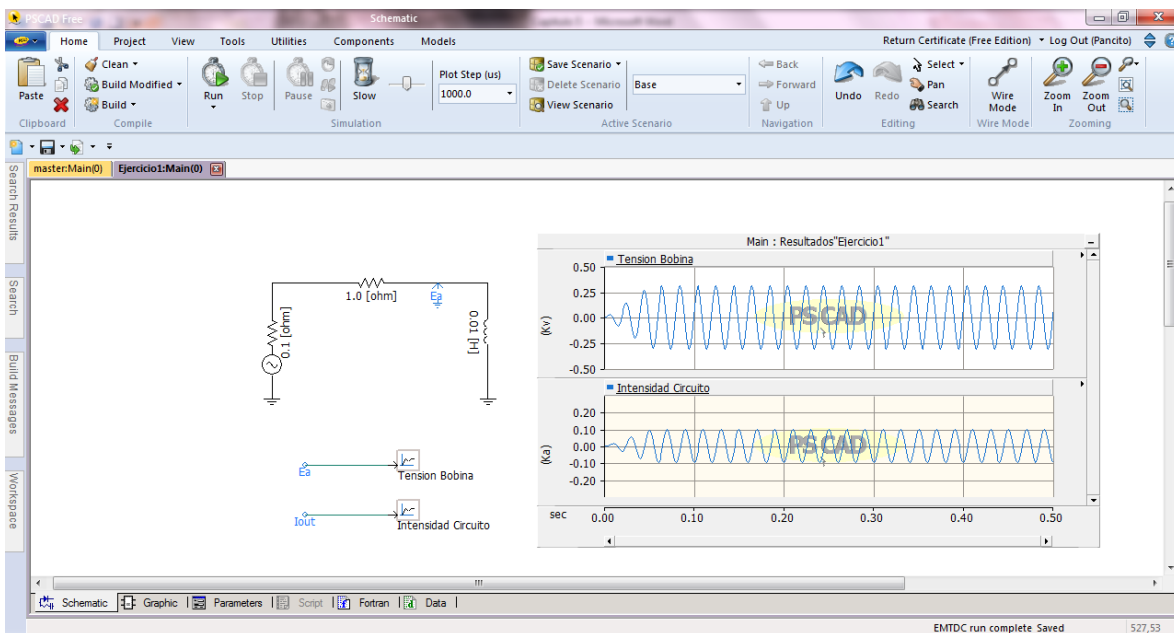 PSCAD Free
Schematic
Capitulo 5 - Microsoft Word
Home Project View Tools Utilities Components Models
Return Certificate (Free Edition) Log Out (Pancito)
Paste
Clean
Build Modified
Build
Run
Stop
Pause
Slow
Plot Step (us)
1000.0
Save Scenario
Delete Scenario
View Scenario
Base
Back
Forward
Up
Undo
Redo
Select
Pan
Search
Wire
Mode
Zoom
In
Zoom
Out
Clipboard
Compile
Simulation
Active Scenario
Navigation
Editing
Wire Mode
Zooming
master:Main(0)
Ejercicio1:Main(0)
Search Results
Search
Build Messages
Workspace
1.0 [ohm]
Ea
0.1 [ohm]
0.01 [H]
Ea
Tension Bobina
Iout
Intensidad Circuito
Main : Resultados"Ejercicio1"
Tension Bobina
(Kv)
0.50
0.25
0.00
-0.25
-0.50
PSCAD
Intensidad Circuito
(Ka)
0.20
0.10
0.00
-0.10
-0.20
PSCAD
sec 0.00 0.10 0.20 0.30 0.40 0.50
Schematic Graphic Parameters Script Fortran Data
EMTDC run complete Saved 527,53